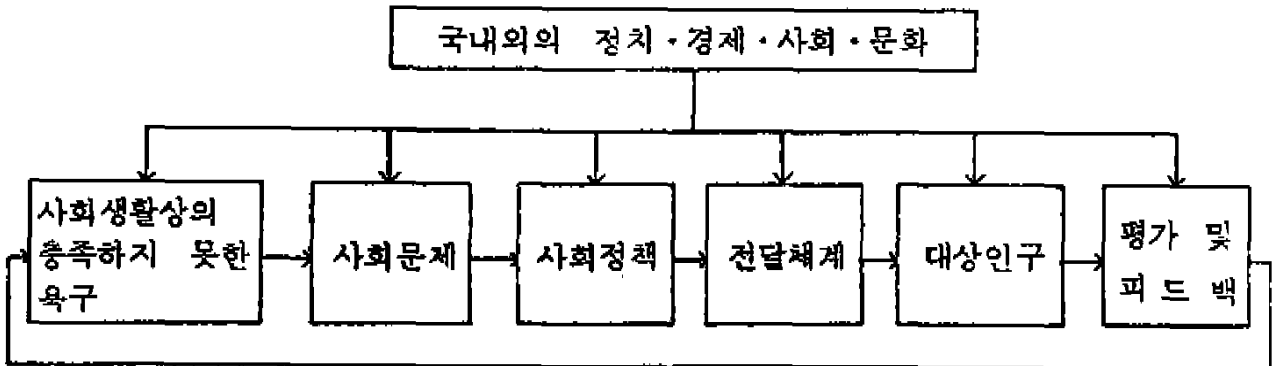 국내외의 정치·경제·사회·문화
사회생활상의
충족하지 못한
욕구
사회문제
사회정책
전달체계
대상인구
평가 및
피드백